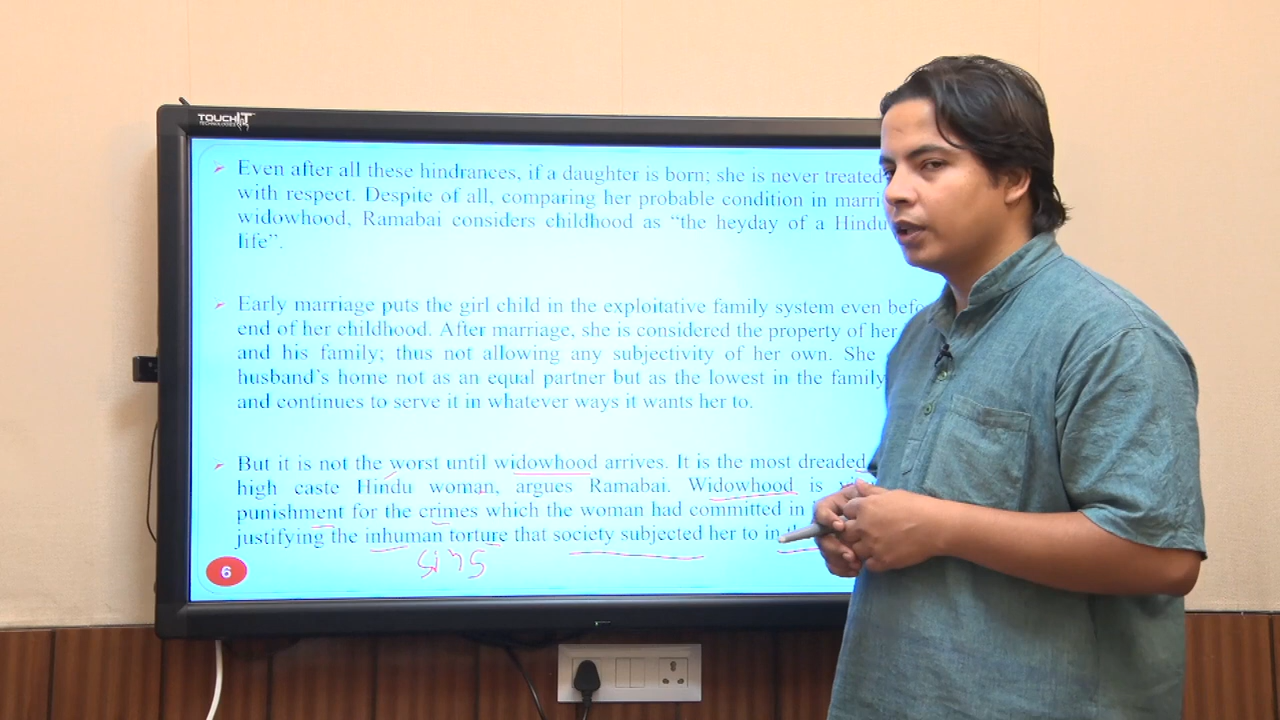 TOUCHIT
TECHNOLOGIES
Even after all these hindrances, if a daughter is born; she is never treated
with respect. Despite of all, comparing her probable condition in
widowhood, Ramabai considers childhood as “the heyday of a Hindu
life”.
Early marriage puts the girl child in the exploitative family system even
end of her childhood. After marriage, she is considered the property of her
and his family; thus not allowing any subjectivity of her own. She
husband's home not as an equal partner but as the lowest in the family
and continues to serve it in whatever ways it wants her to.
But it is not the worst until widowhood arrives. It is the most dreaded
high caste Hindu woman, argues Ramabai. Widowhood is
punishment for the crimes which the woman had committed in
justifying the inhuman torture that society subjected her to in
sins
6